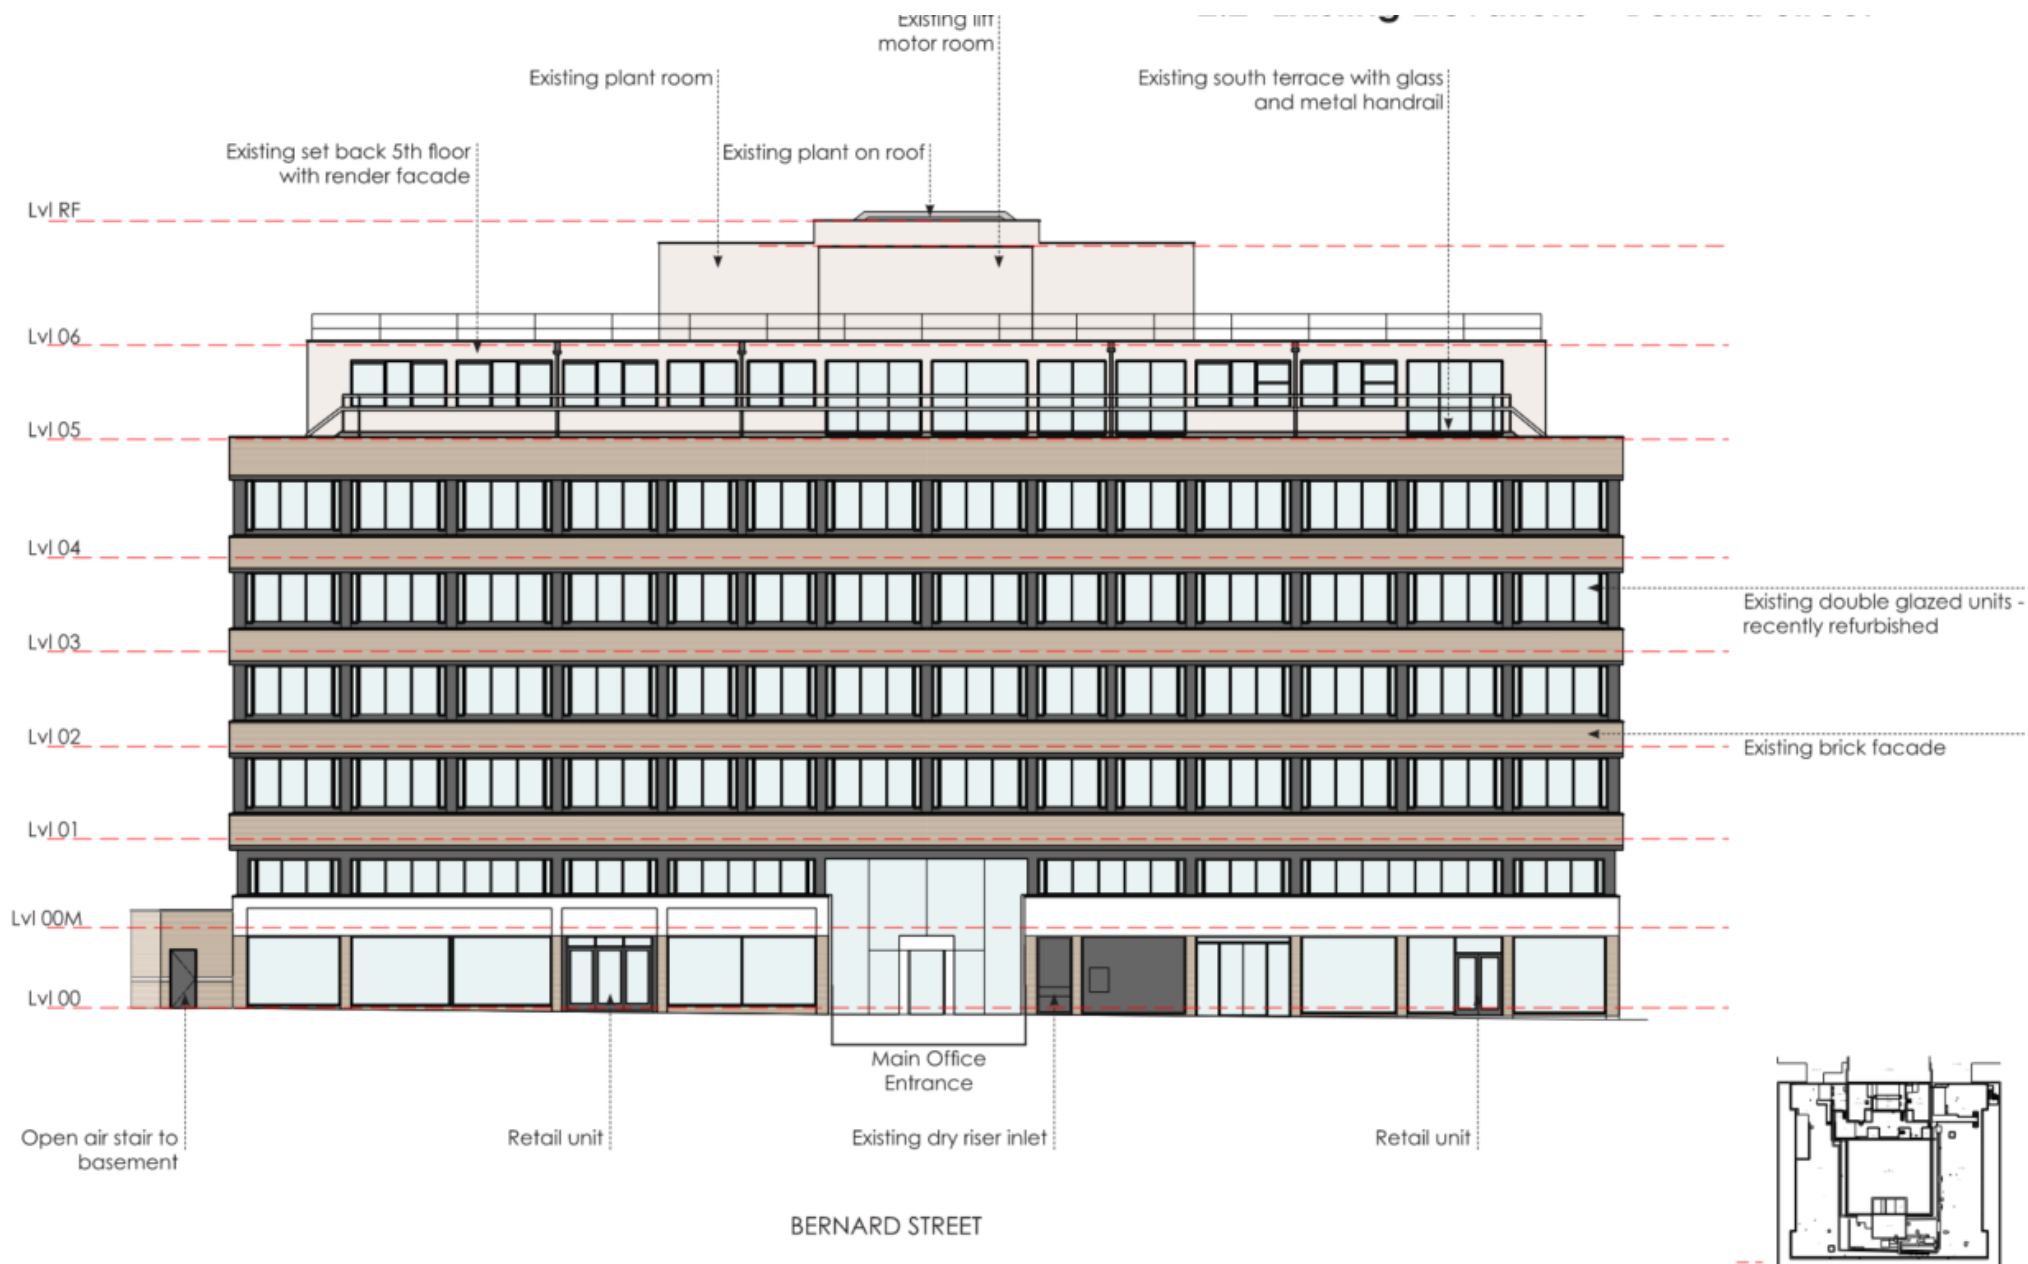 Existing lift
motor room
Existing plant room
Existing south terrace with glass
and metal handrail
Existing set back 5th floor
with render facade
Existing plant on roof
Lvl RF
Lvl 06
Lvl 05
Lvl 04
Existing double glazed units -
recently refurbished
Lvl 03
Lvl 02
Existing brick facade
Lvl 01
Lvl 00M
Lvl 00
Main Office
Entrance
Open air stair to
basement
Retail unit
Existing dry riser inlet
Retail unit
BERNARD STREET